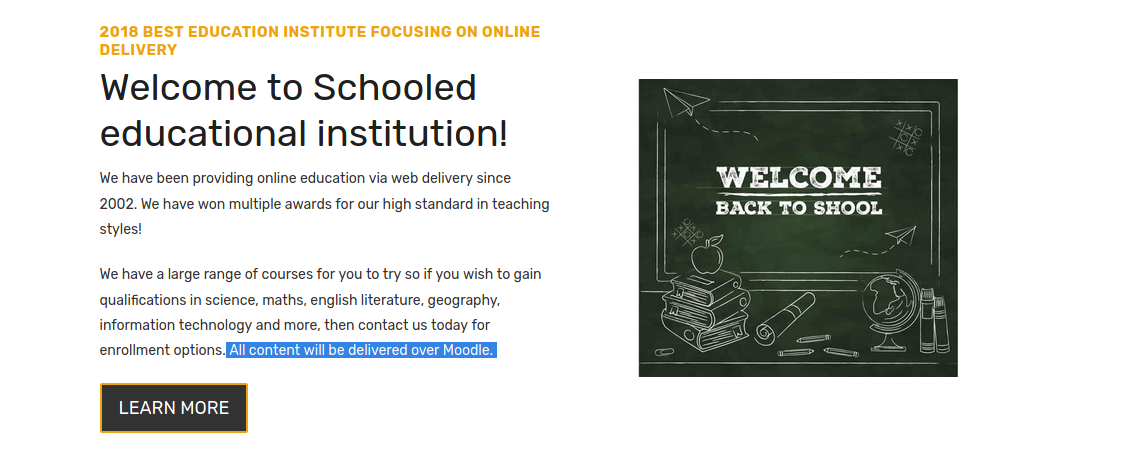 2018 BEST EDUCATION INSTITUTE FOCUSING ON ONLINE
DELIVERY
Welcome to Schooled
educational institution!
We have been providing online education via web delivery since
2002. We have won multiple awards for our high standard in teaching
styles!
We have a large range of courses for you to try so if you wish to gain
qualifications in science, maths, english literature, geography,
information technology and more, then contact us today for
enrollment options. All content will be delivered over Moodle.
LEARN MORE
WELCOME
BACK TO SHOOL